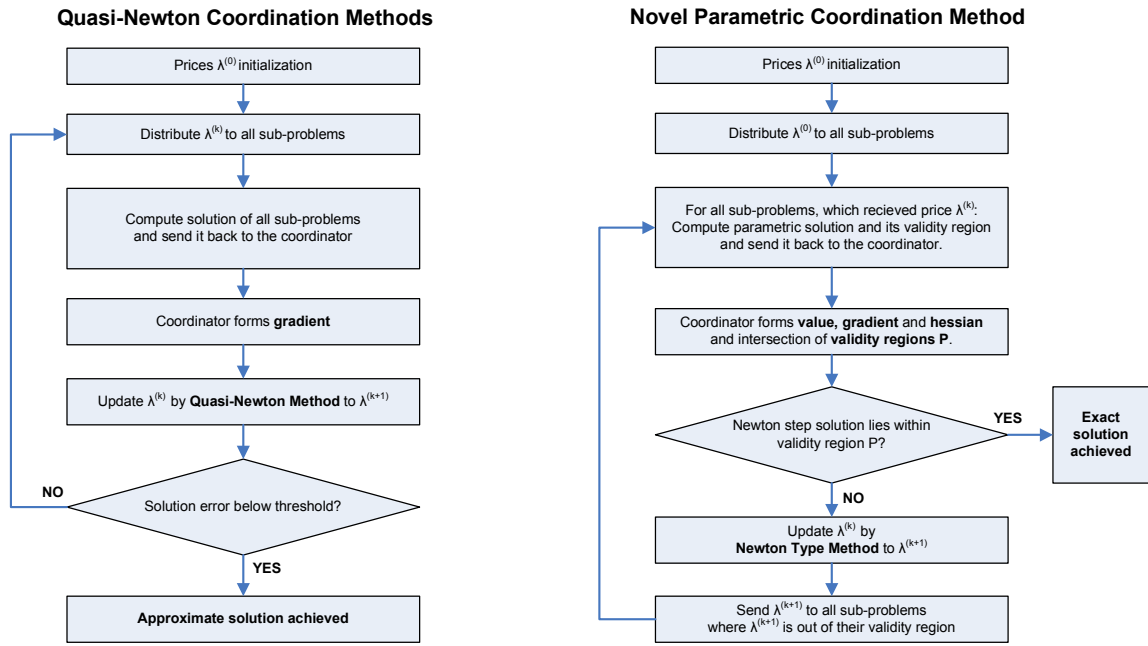 Quasi-Newton Coordination Methods
Prices λ(0) initialization
Distribute λ(k) to all sub-problems
Compute solution of all sub-problems
and send it back to the coordinator
Coordinator forms gradient
Update λ(k) by Quasi-Newton Method to λ(k+1)
NO
Solution error below threshold?
YES
Approximate solution achieved
Novel Parametric Coordination Method
Prices λ(0) initialization
Distribute λ(0) to all sub-problems
For all sub-problems, which recieved price λ(k):
Compute parametric solution and its validity region
and send it back to the coordinator.
Coordinator forms value, gradient and hessian
and intersection of validity regions P.
Newton step solution lies within
validity region P?
YES
Exact
solution
achieved
NO
Update λ(k) by
Newton Type Method to λ(k+1)
Send λ(k+1) to all sub-problems
where λ(k+1) is out of their validity region